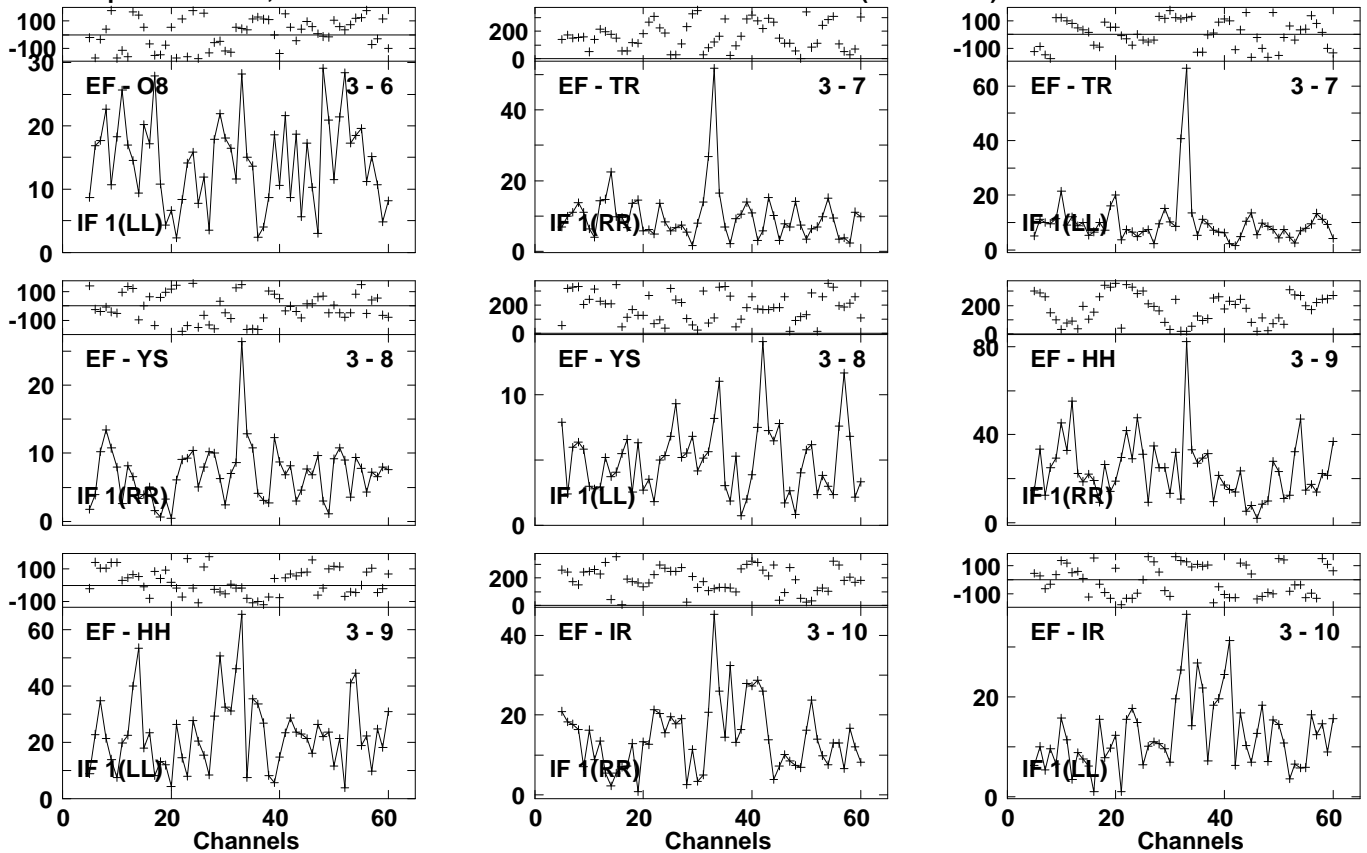 100
-100
30
20
10
0
EF - O8 3 - 6
IF 1(LL)
200
0
40
20
0
EF - TR 3 - 7
IF 1(RR)
100
-100
60
40
20
0
EF - TR 3 - 7
IF 1(LL)
100
-100
20
10
0
EF - YS 3 - 8
IF 1(RR)
200
0
10
0
EF - YS 3 - 8
IF 1(LL)
200
0
80
40
0
EF - HH 3 - 9
IF 1(RR)
100
-100
60
40
20
0
EF - HH 3 - 9
IF 1(LL)
0 20 40 60
Channels
200
0
40
20
0
EF - IR 3 - 10
IF 1(RR)
0 20 40 60
Channels
100
-100
20
0
EF - IR 3 - 10
IF 1(LL)
0 20 40 60
Channels